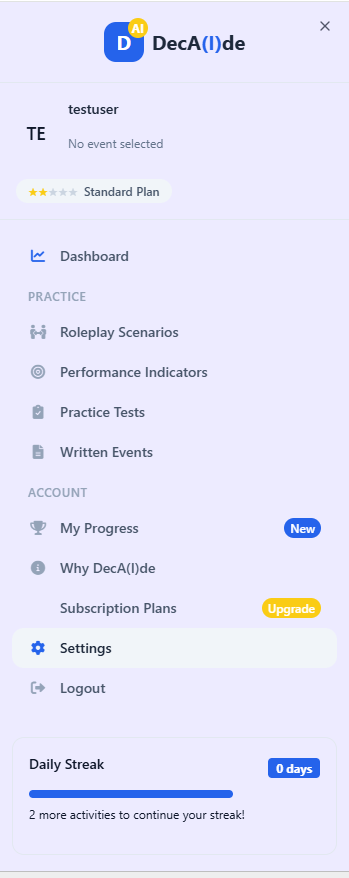 D AI DecA(I)de
testuser
TE
No event selected
Standard Plan
Dashboard
PRACTICE
Roleplay Scenarios
Performance Indicators
Practice Tests
Written Events
ACCOUNT
My Progress New
Why DecA(I)de
Subscription Plans Upgrade
Settings
Logout
Daily Streak 0 days
2 more activities to continue your streak!